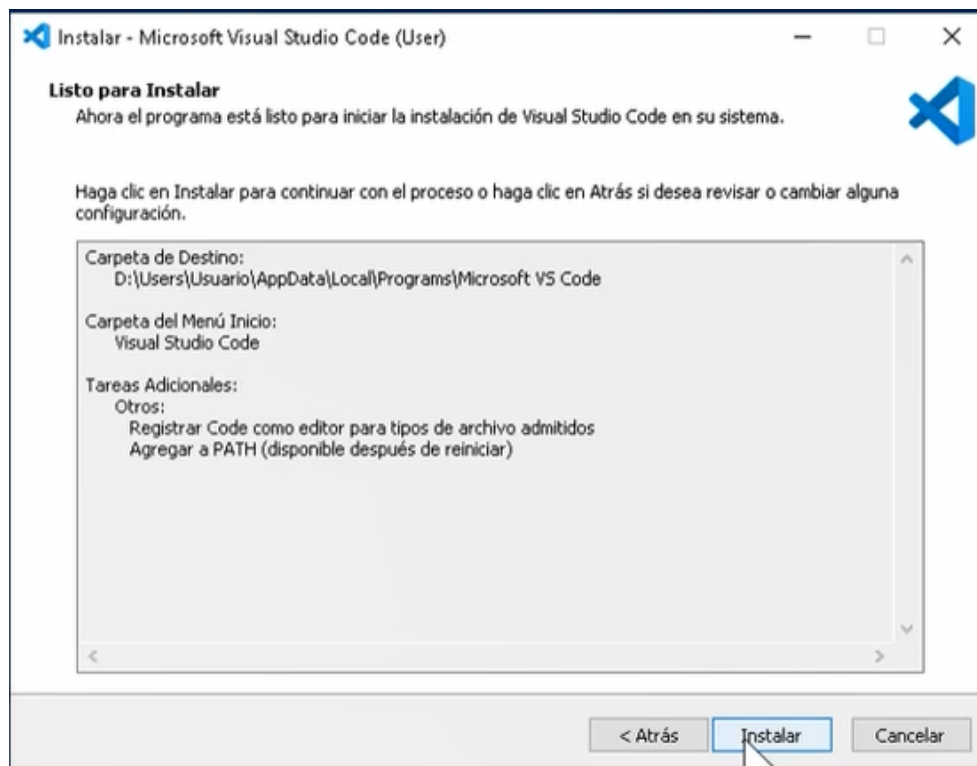 Instalar - Microsoft Visual Studio Code (User)
Listo para Instalar
Ahora el programa está listo para iniciar la instalación de Visual Studio Code en su sistema.
Haga clic en Instalar para continuar con el proceso o haga clic en Atrás si desea revisar o cambiar alguna
configuración.
Carpeta de Destino:
D:\Users\Usuario\AppData\Local\Programs\Microsoft VS Code
Carpeta del Menú Inicio:
Visual Studio Code
Tareas Adicionales:
Otros:
Registrar Code como editor para tipos de archivo admitidos
Agregar a PATH (disponible después de reiniciar)
< Atrás
Instalar
Cancelar